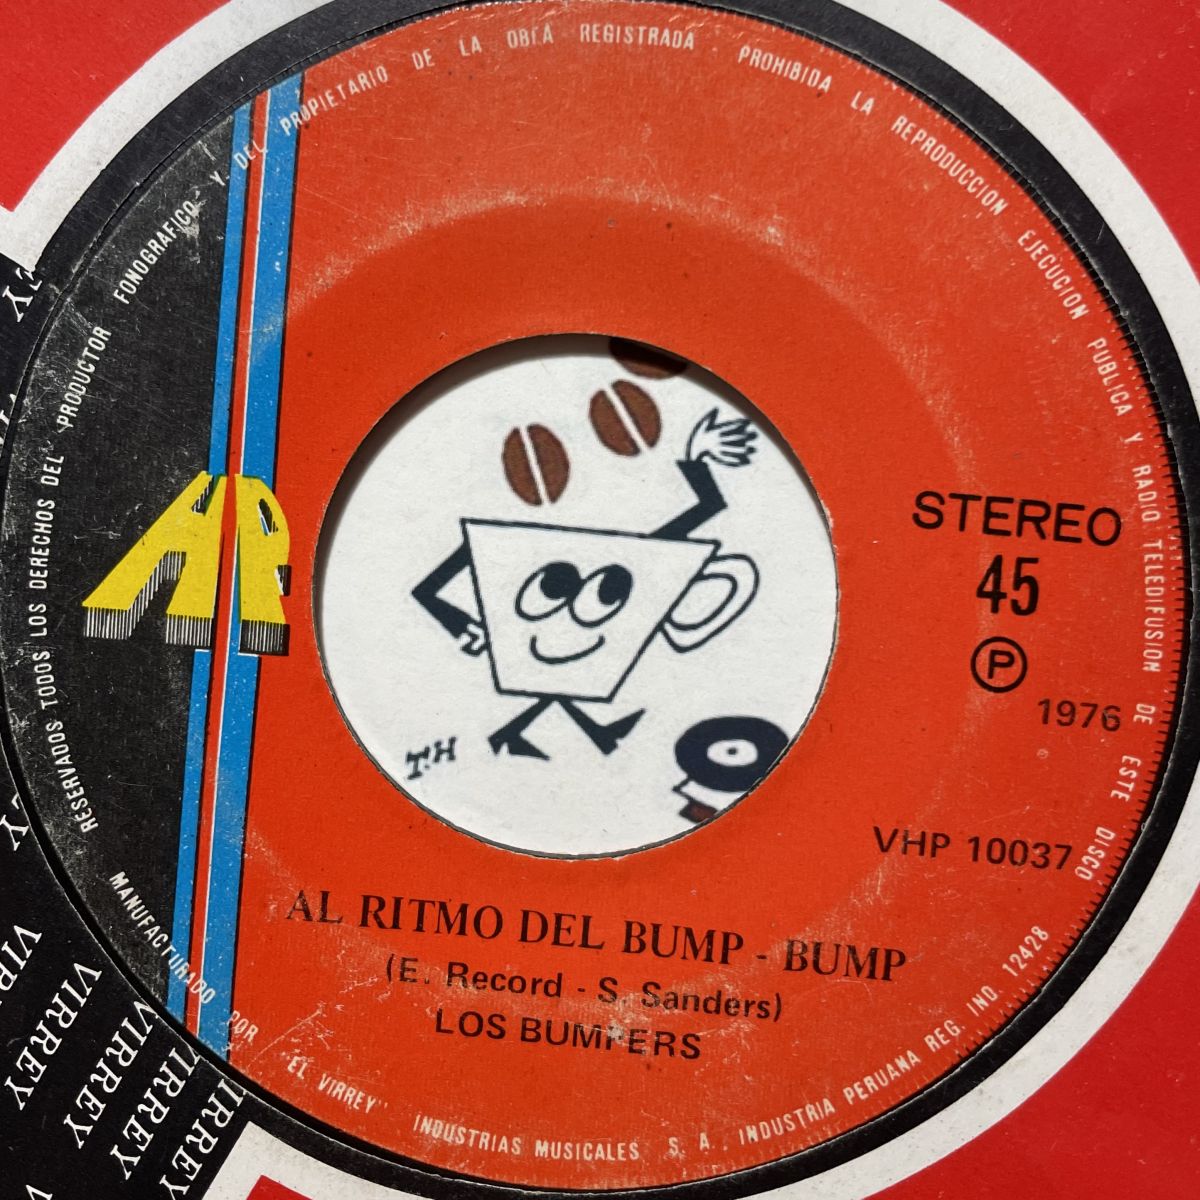 RESERVADOS TODOS LOS DERECHOS DEL PRODUCTOR FONOGRAFICO Y DEL PROPIETARIO DE LA OBRA REGISTRADA. PROHIBIDA LA REPRODUCCION EJECUCION PUBLICA Y RADIO TELEDIFUSION DE ESTE DISCO
HP
STEREO
45
℗ 1976
VHP 10037
T.H
AL RITMO DEL BUMP - BUMP
(E. Record - S. Sanders)
LOS BUMPERS
MANUFACTURADO POR "EL VIRREY" INDUSTRIAS MUSICALES S. A., INDUSTRIA PERUANA REG. IND. 12428
VIRREY
VIRREY
VIRREY
VIRREY